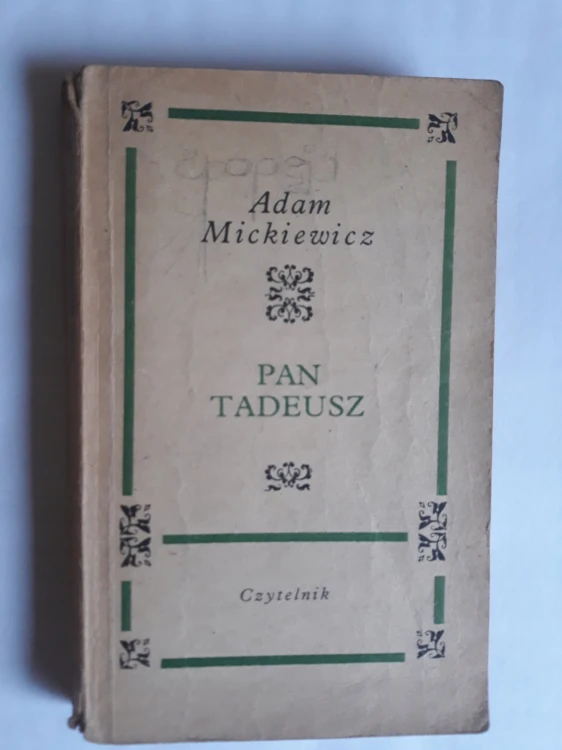 Adam
Mickiewicz
PAN
TADEUSZ
Czytelnik